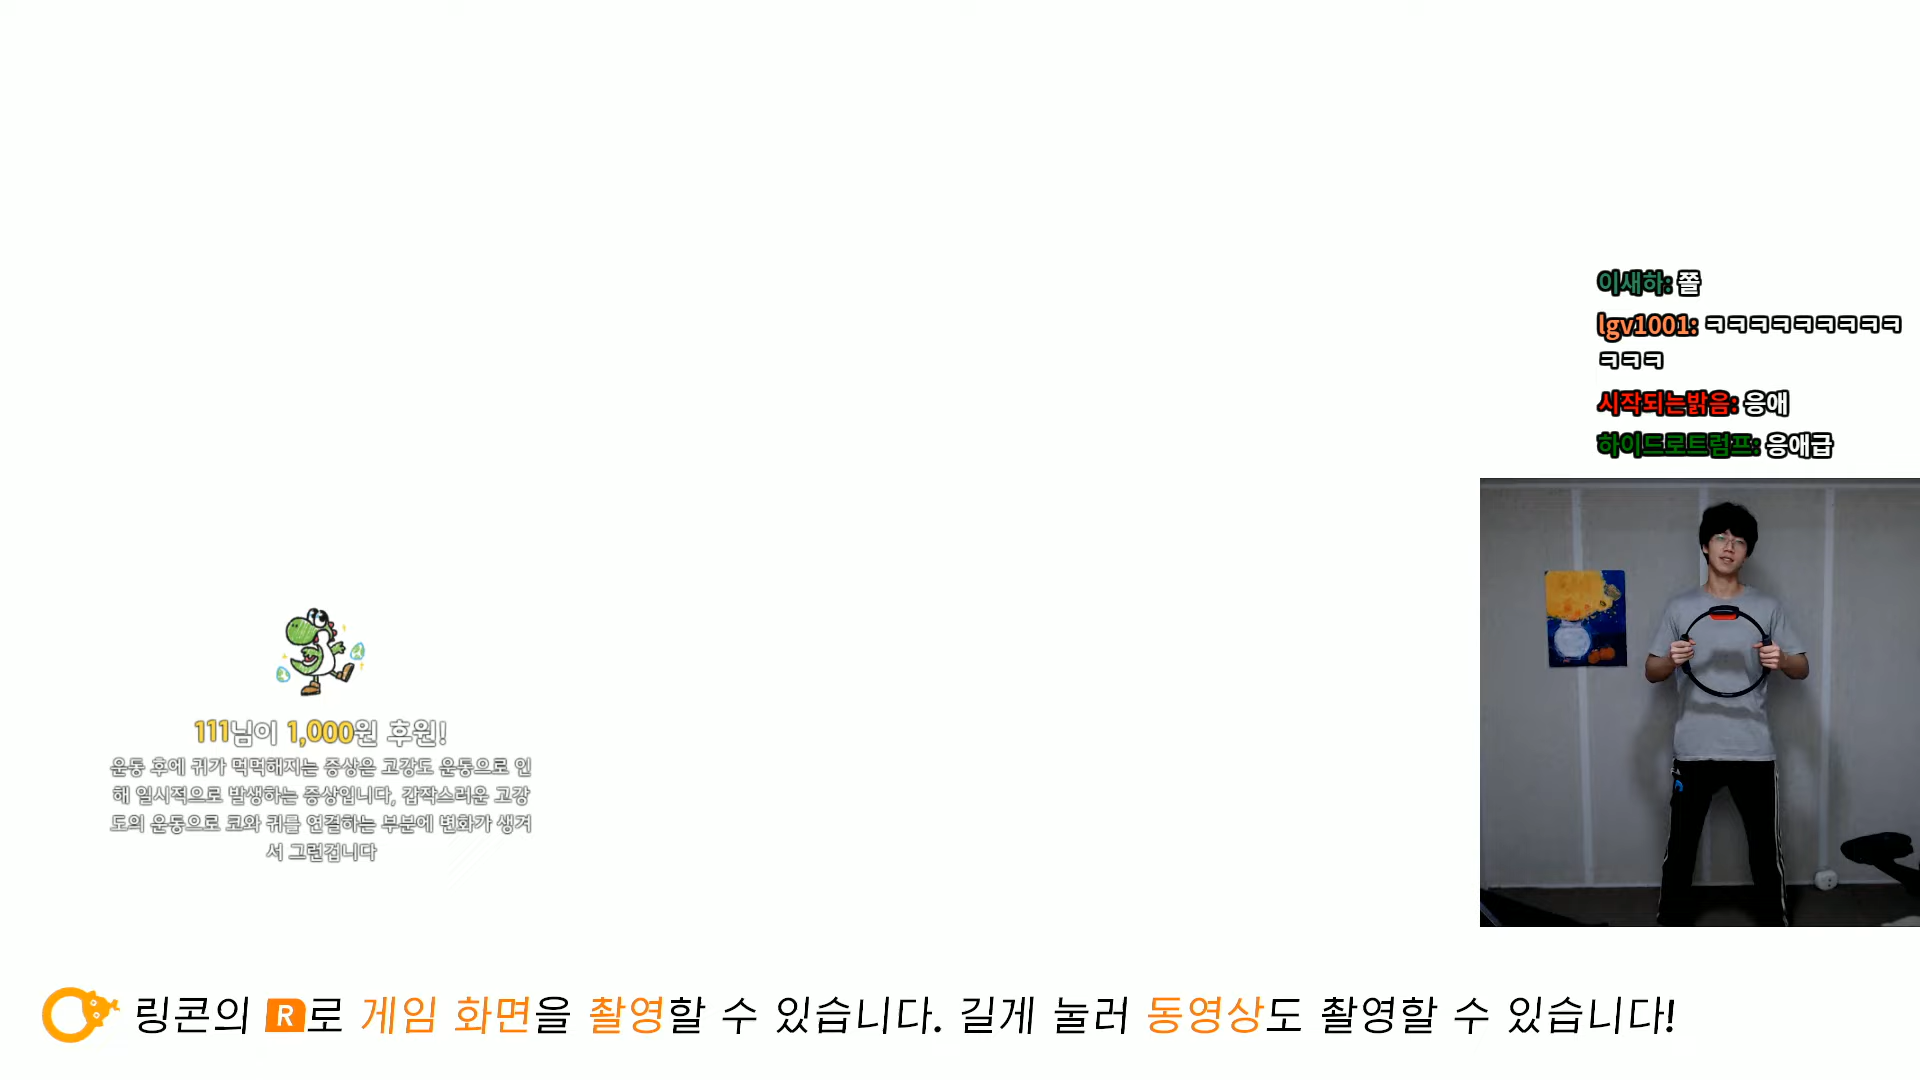 이새하: 쫄
lgv1001: ㅋㅋㅋㅋㅋㅋㅋㅋㅋ
ㅋㅋㅋ
시작되는밝음: 응애
하이드로트럼프: 응애급
111님이 1,000원 후원!
운동 후에 귀가 먹먹해지는 증상은 고강도 운동으로 인
해 일시적으로 발생하는 증상입니다, 갑작스러운 고강
도의 운동으로 코와 귀를 연결하는 부분에 변화가 생겨
서 그런겁니다
링콘의 R로 게임 화면을 촬영할 수 있습니다. 길게 눌러 동영상도 촬영할 수 있습니다!